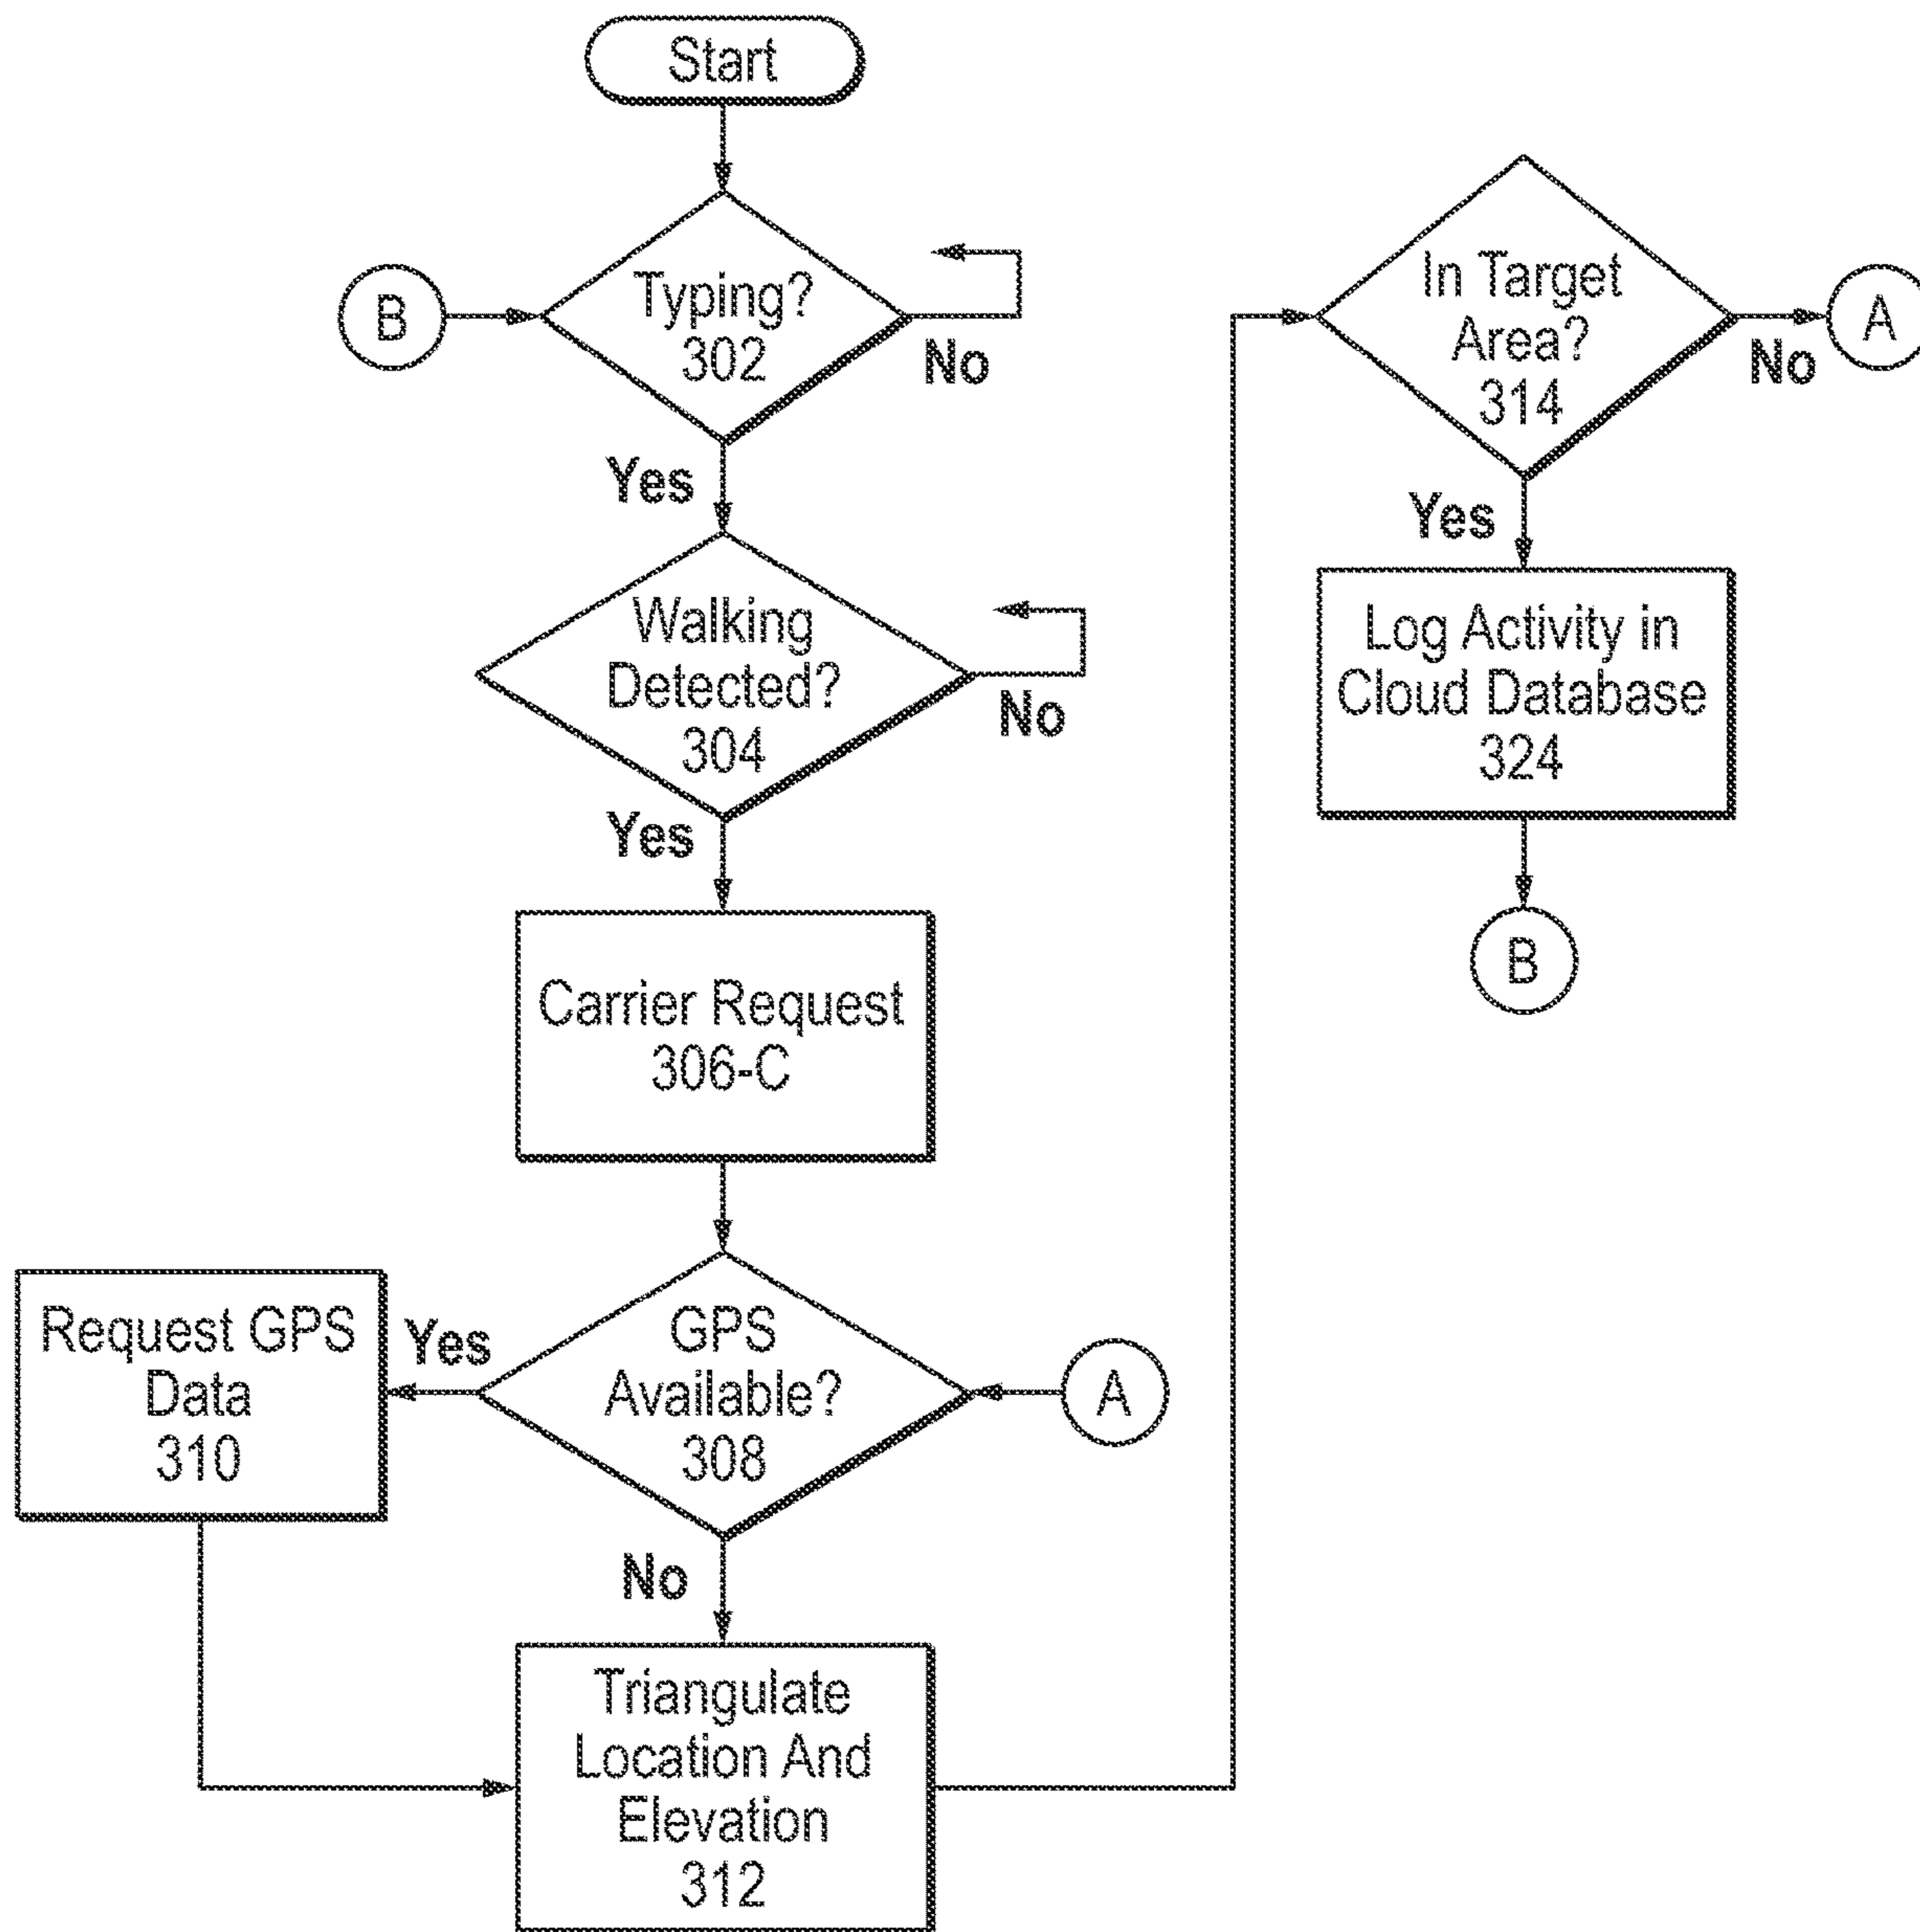 Start
B
Typing?
302
No
Yes
Walking
Detected?
304
No
Yes
Carrier Request
306-C
Request GPS
Data
310
Yes
GPS
Available?
308
A
No
Triangulate
Location And
Elevation
312
In Target
Area?
314
No
A
Yes
Log Activity in
Cloud Database
324
B